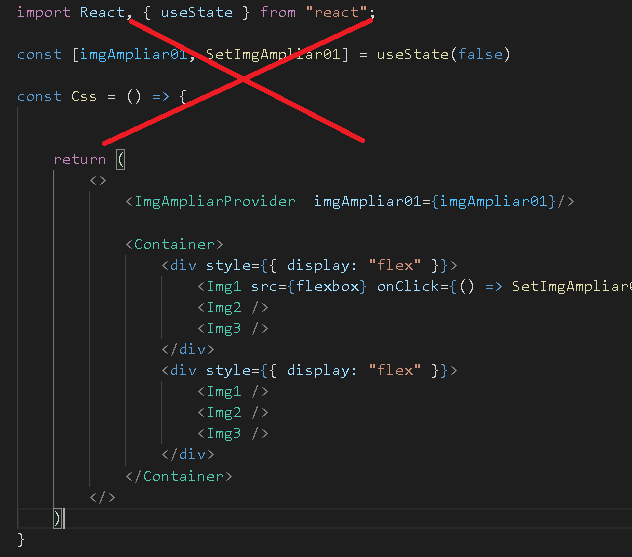 import React, { useState } from "react";
const [imgAmpliar01, SetImgAmpliar01] = useState(false)
const Css = () => {
return (
<>
<ImgAmpliarProvider imgAmpliar01={imgAmpliar01}/>
<Container>
<div style={{ display: "flex" }}>
<Img1 src={flexbox} onClick={() => SetImgAmpliar0
<Img2 />
<Img3 />
</div>
<div style={{ display: "flex" }}>
<Img1 />
<Img2 />
<Img3 />
</div>
</Container>
</>
)
}